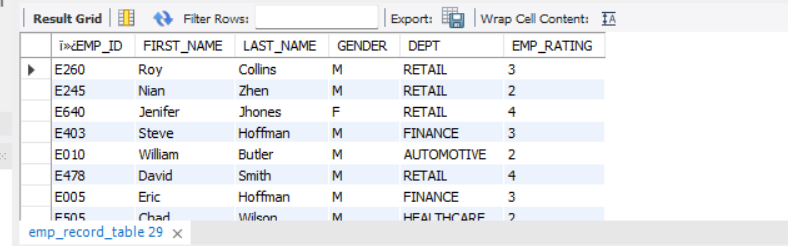 Result Grid Filter Rows: Export: Wrap Cell Content: IA
ï»¿EMP_ID FIRST_NAME LAST_NAME GENDER DEPT EMP_RATING
E260 Roy Collins M RETAIL 3
E245 Nian Zhen M RETAIL 2
E640 Jenifer Jhones F RETAIL 4
E403 Steve Hoffman M FINANCE 3
E010 William Butler M AUTOMOTIVE 2
E478 David Smith M RETAIL 4
E005 Eric Hoffman M FINANCE 3
E505 Chad Wilson M HEALTHCARE 2
emp_record_table 29